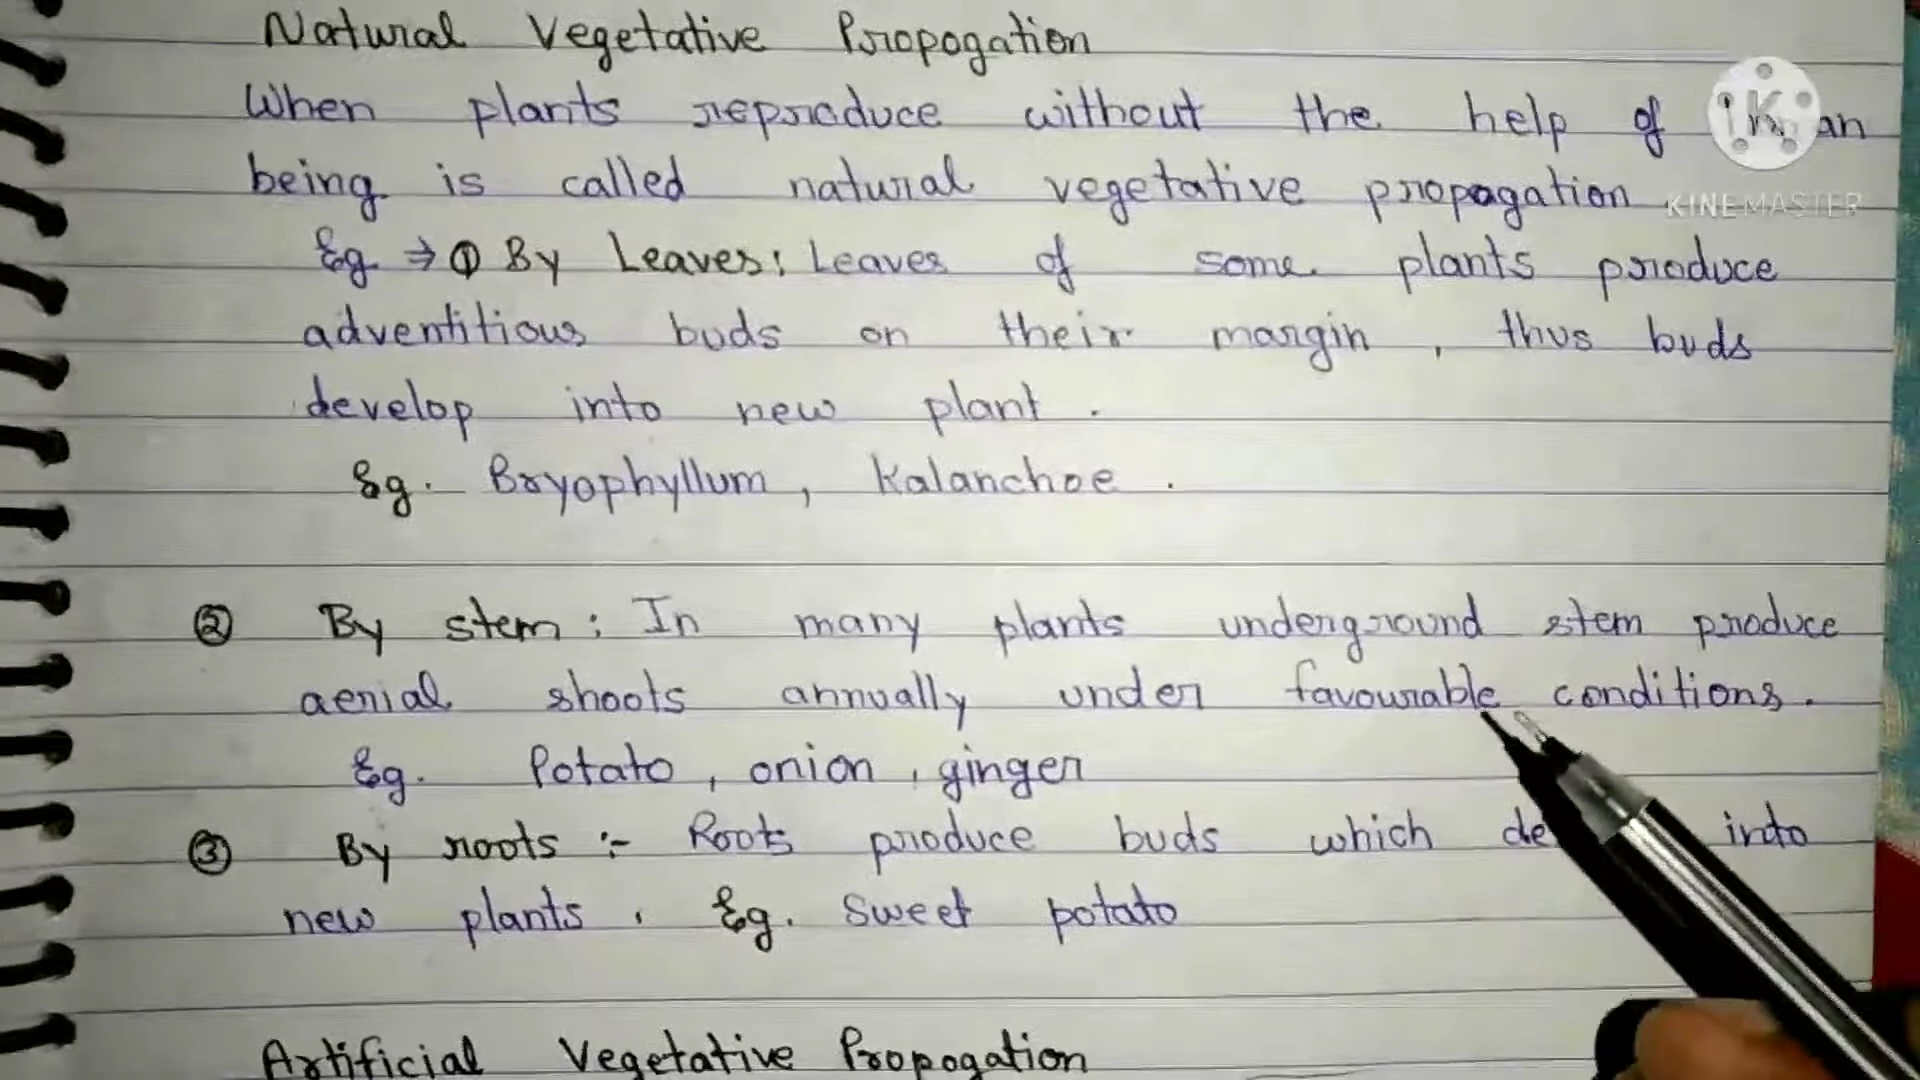 Natural Vegetative Propogation
When plants reproduce without the help of an
being is called natural vegetative propagation
KINEMASTER
Eg ⇒ ① By Leaves: Leaves of some plants produce
adventitious buds on their margin, thus buds
develop into new plant.
Eg. Bryophyllum, Kalanchoe.
② By stem: In many plants underground stem produce
aerial shoots annually under favourable conditions.
Eg. Potato, onion, ginger
③ By roots :- Roots produce buds which de into
new plants. Eg. Sweet potato
Artificial Vegetative Propogation